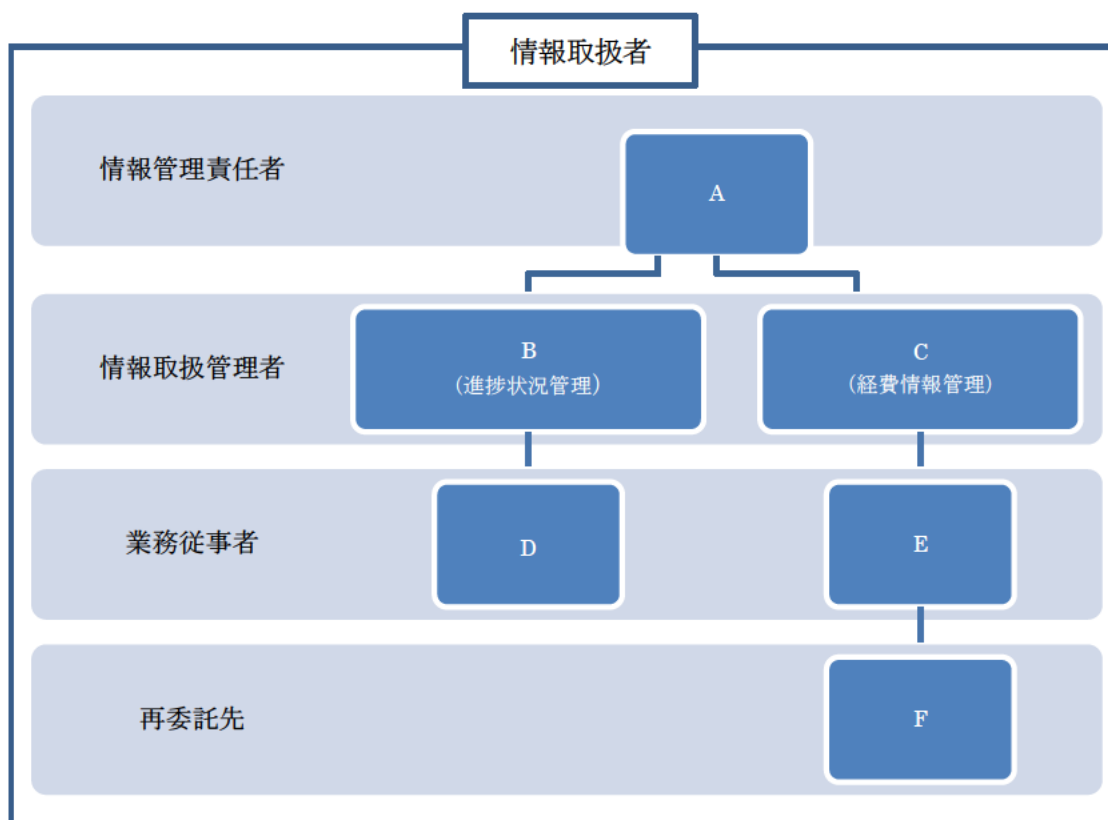 情報取扱者
情報管理責任者
A
情報取扱管理者
B
(進捗状況管理)
C
(経費情報管理)
業務従事者
D
E
再委託先
F